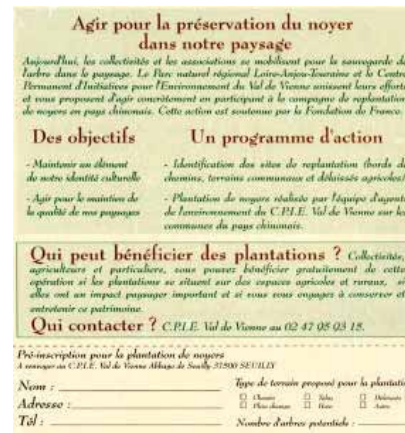 Agir pour la préservation du noyer
dans notre paysage
Aujourd'hui, les collectivités et les associations se mobilisent pour la sauvegarde de
l'arbre dans le paysage. Le Parc naturel régional Loire-Anjou-Touraine et le Centre
Permanent d'Initiatives pour l'Environnement du Val de Vienne unissent leurs efforts
et vous proposent d'agir concrètement en participant à la campagne de replantation
de noyers en pays chinonais. Cette action est soutenue par la Fondation de France.
Des objectifs
- Maintenir un élément
de notre identité culturelle
- Agir pour le maintien de
la qualité de nos paysages
Un programme d'action
- Identification des sites de replantation (bords de
chemins, terrains communaux et délaissés agricoles)
- Plantation de noyers réalisée par l'équipe d'agents
de l'environnement du C.P.I.E. Val de Vienne sur les
communes du pays chinonais.
Qui peut bénéficier des plantations ? Collectivités,
agriculteurs et particuliers, vous pouvez bénéficier gratuitement de cette
opération si les plantations se situent sur des espaces agricoles et ruraux, si
elles ont un impact paysager important et si vous vous engagez à conserver et
entretenir ce patrimoine.
Qui contacter ? C.P.I.E. Val de Vienne au 02 47 95 93 15.
Pré-inscription pour la plantation de noyers
A renvoyer au C.P.I.E. Val de Vienne Abbaye de Seuilly 37500 SEUILLY
Nom :
Adresse :
Tél :
Type de terrain proposé pour la plantation
Chemin Talus Délaissés
Plein champs Haie Autre
Nombre d'arbres potentiels :